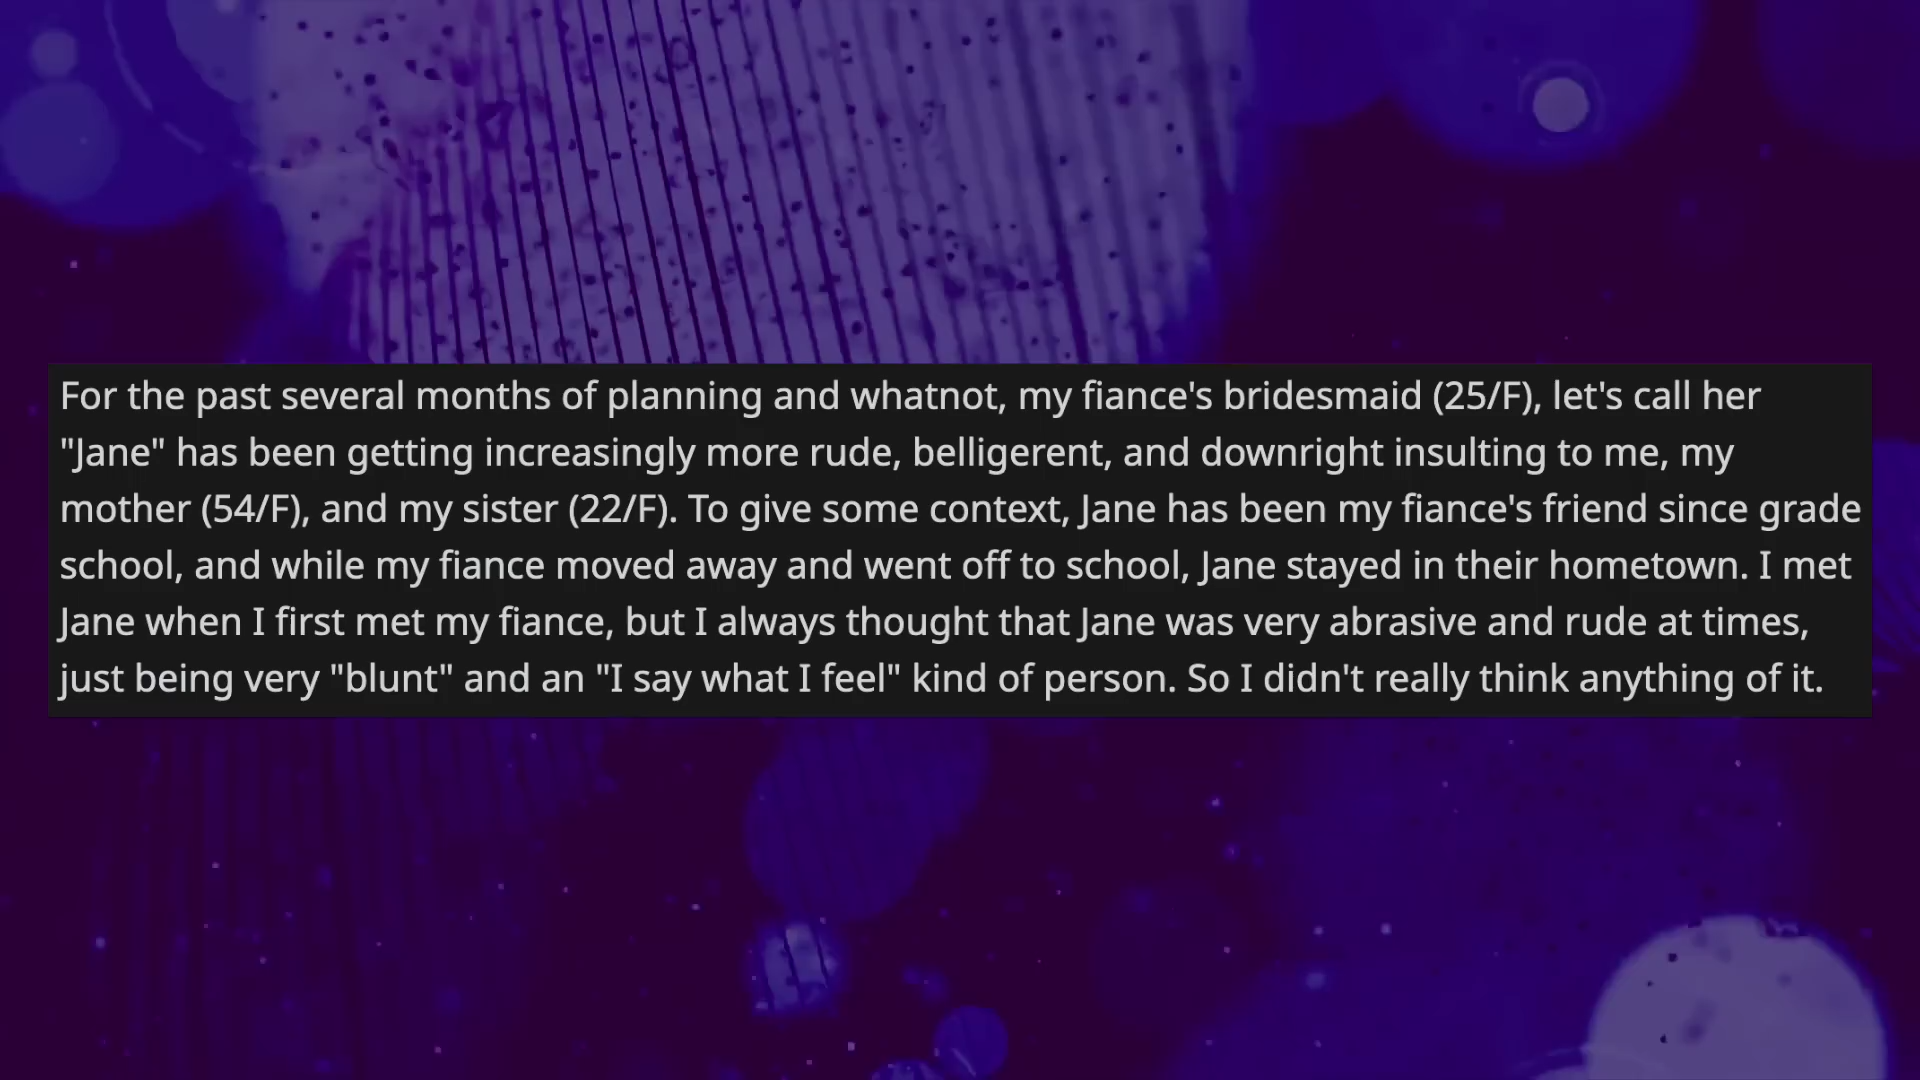 For the past several months of planning and whatnot, my fiance's bridesmaid (25/F), let's call her
"Jane" has been getting increasingly more rude, belligerent, and downright insulting to me, my
mother (54/F), and my sister (22/F). To give some context, Jane has been my fiance's friend since grade
school, and while my fiance moved away and went off to school, Jane stayed in their hometown. I met
Jane when I first met my fiance, but I always thought that Jane was very abrasive and rude at times,
just being very "blunt" and an "I say what I feel" kind of person. So I didn't really think anything of it.